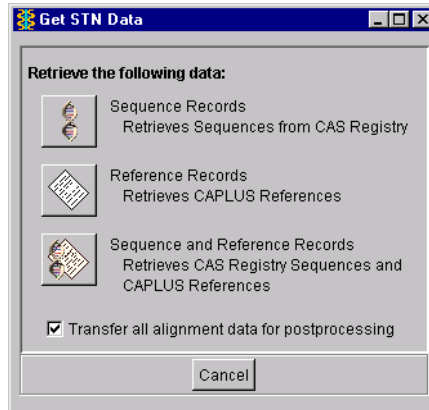 Get STN Data
Retrieve the following data:
Sequence Records
Retrieves Sequences from CAS Registry
Reference Records
Retrieves CAPLUS References
Sequence and Reference Records
Retrieves CAS Registry Sequences and
CAPLUS References
Transfer all alignment data for postprocessing
Cancel